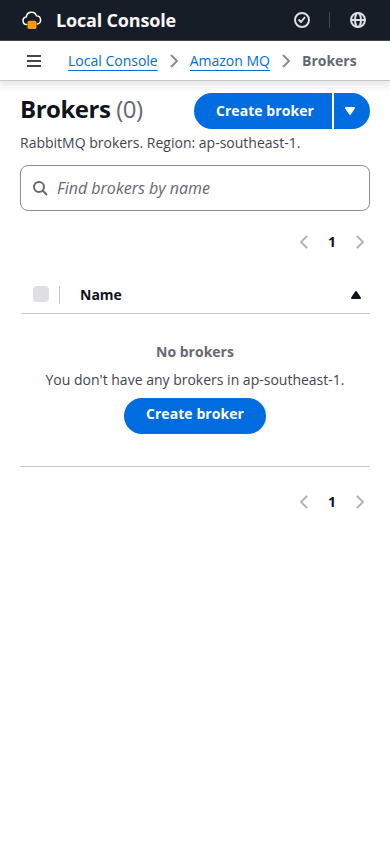 Local Console
Local Console Amazon MQ Brokers
Brokers (0) Create broker
RabbitMQ brokers. Region: ap-southeast-1.
Find brokers by name
1
Name
No brokers
You don't have any brokers in ap-southeast-1.
Create broker
1